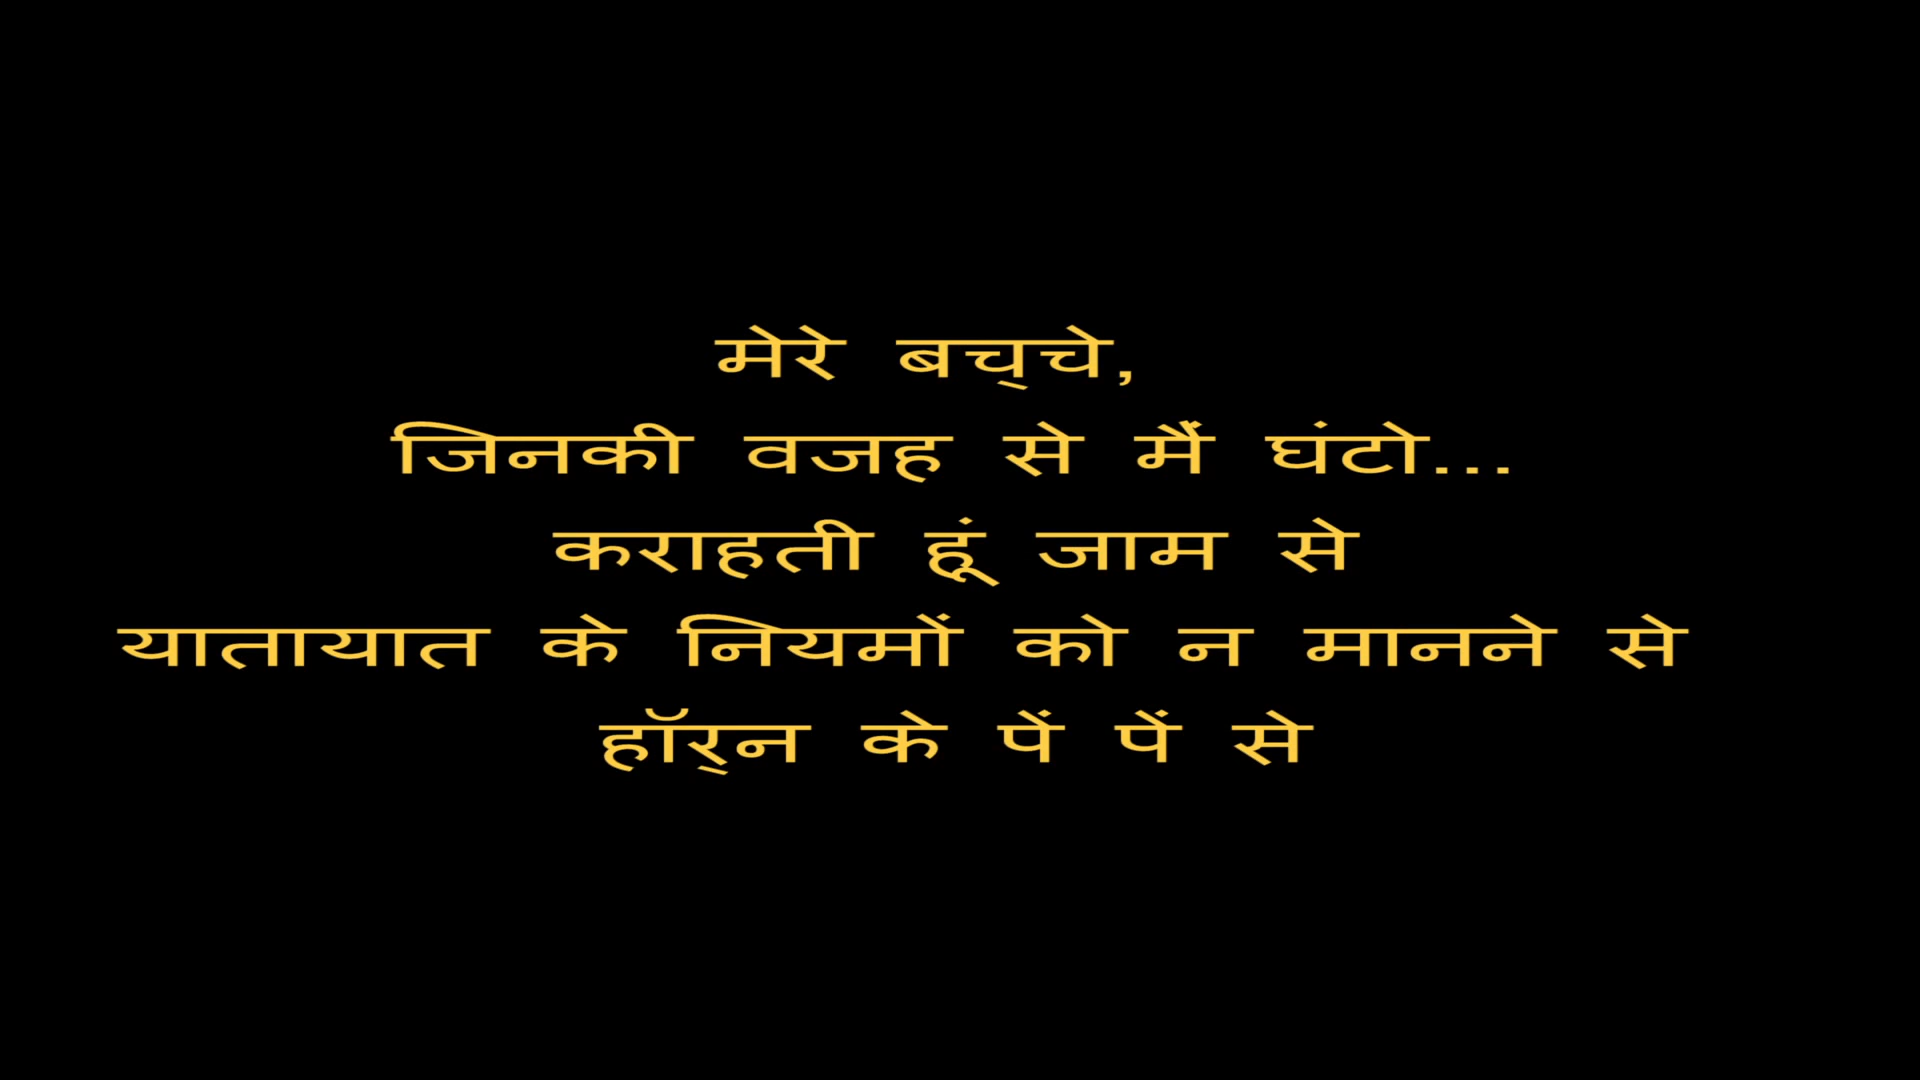 मेरे बच्चे,
जिनकी वजह से मैं घंटो...
कराहती हूं जाम से
यातायात के नियमों को न मानने से
हॉर्न के पें पें से